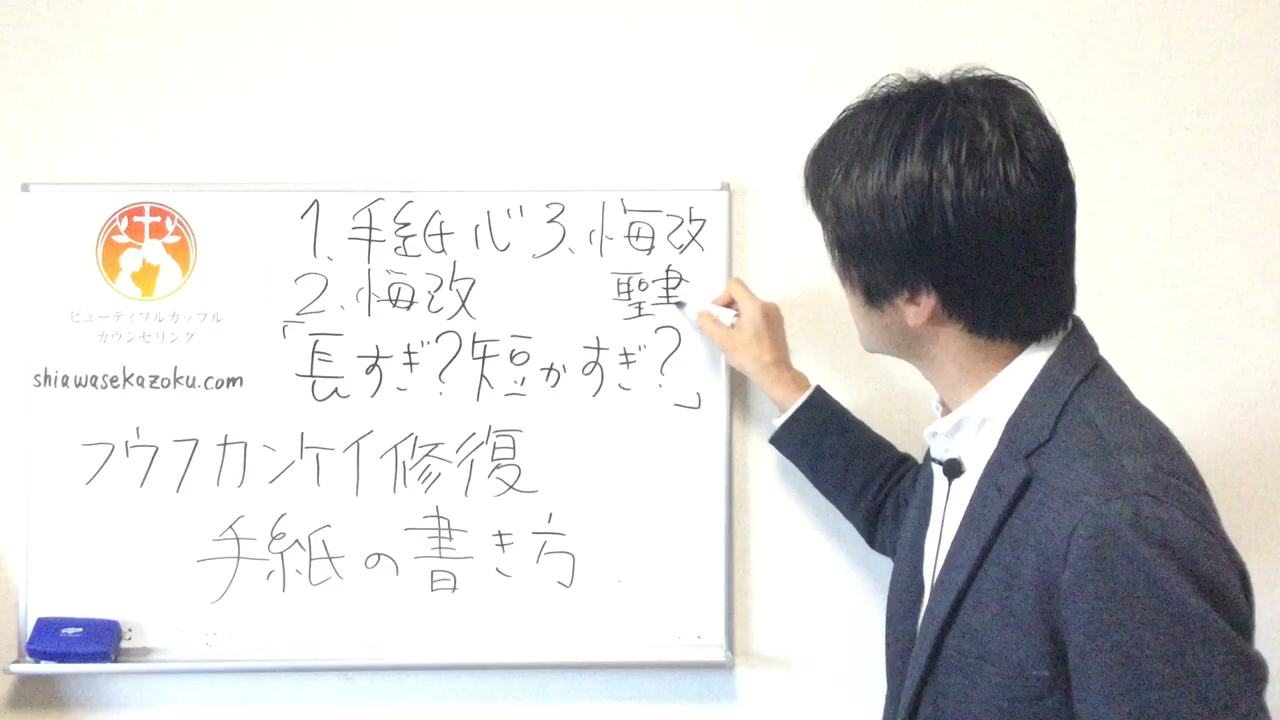 ビューティフルカップル
カウンセリング
shiawasekazoku.com
1、手紙 心 3、悔改
2、悔改 聖書
「長すぎ?短かすぎ?」
フウフカンケイ修復
手紙の書き方